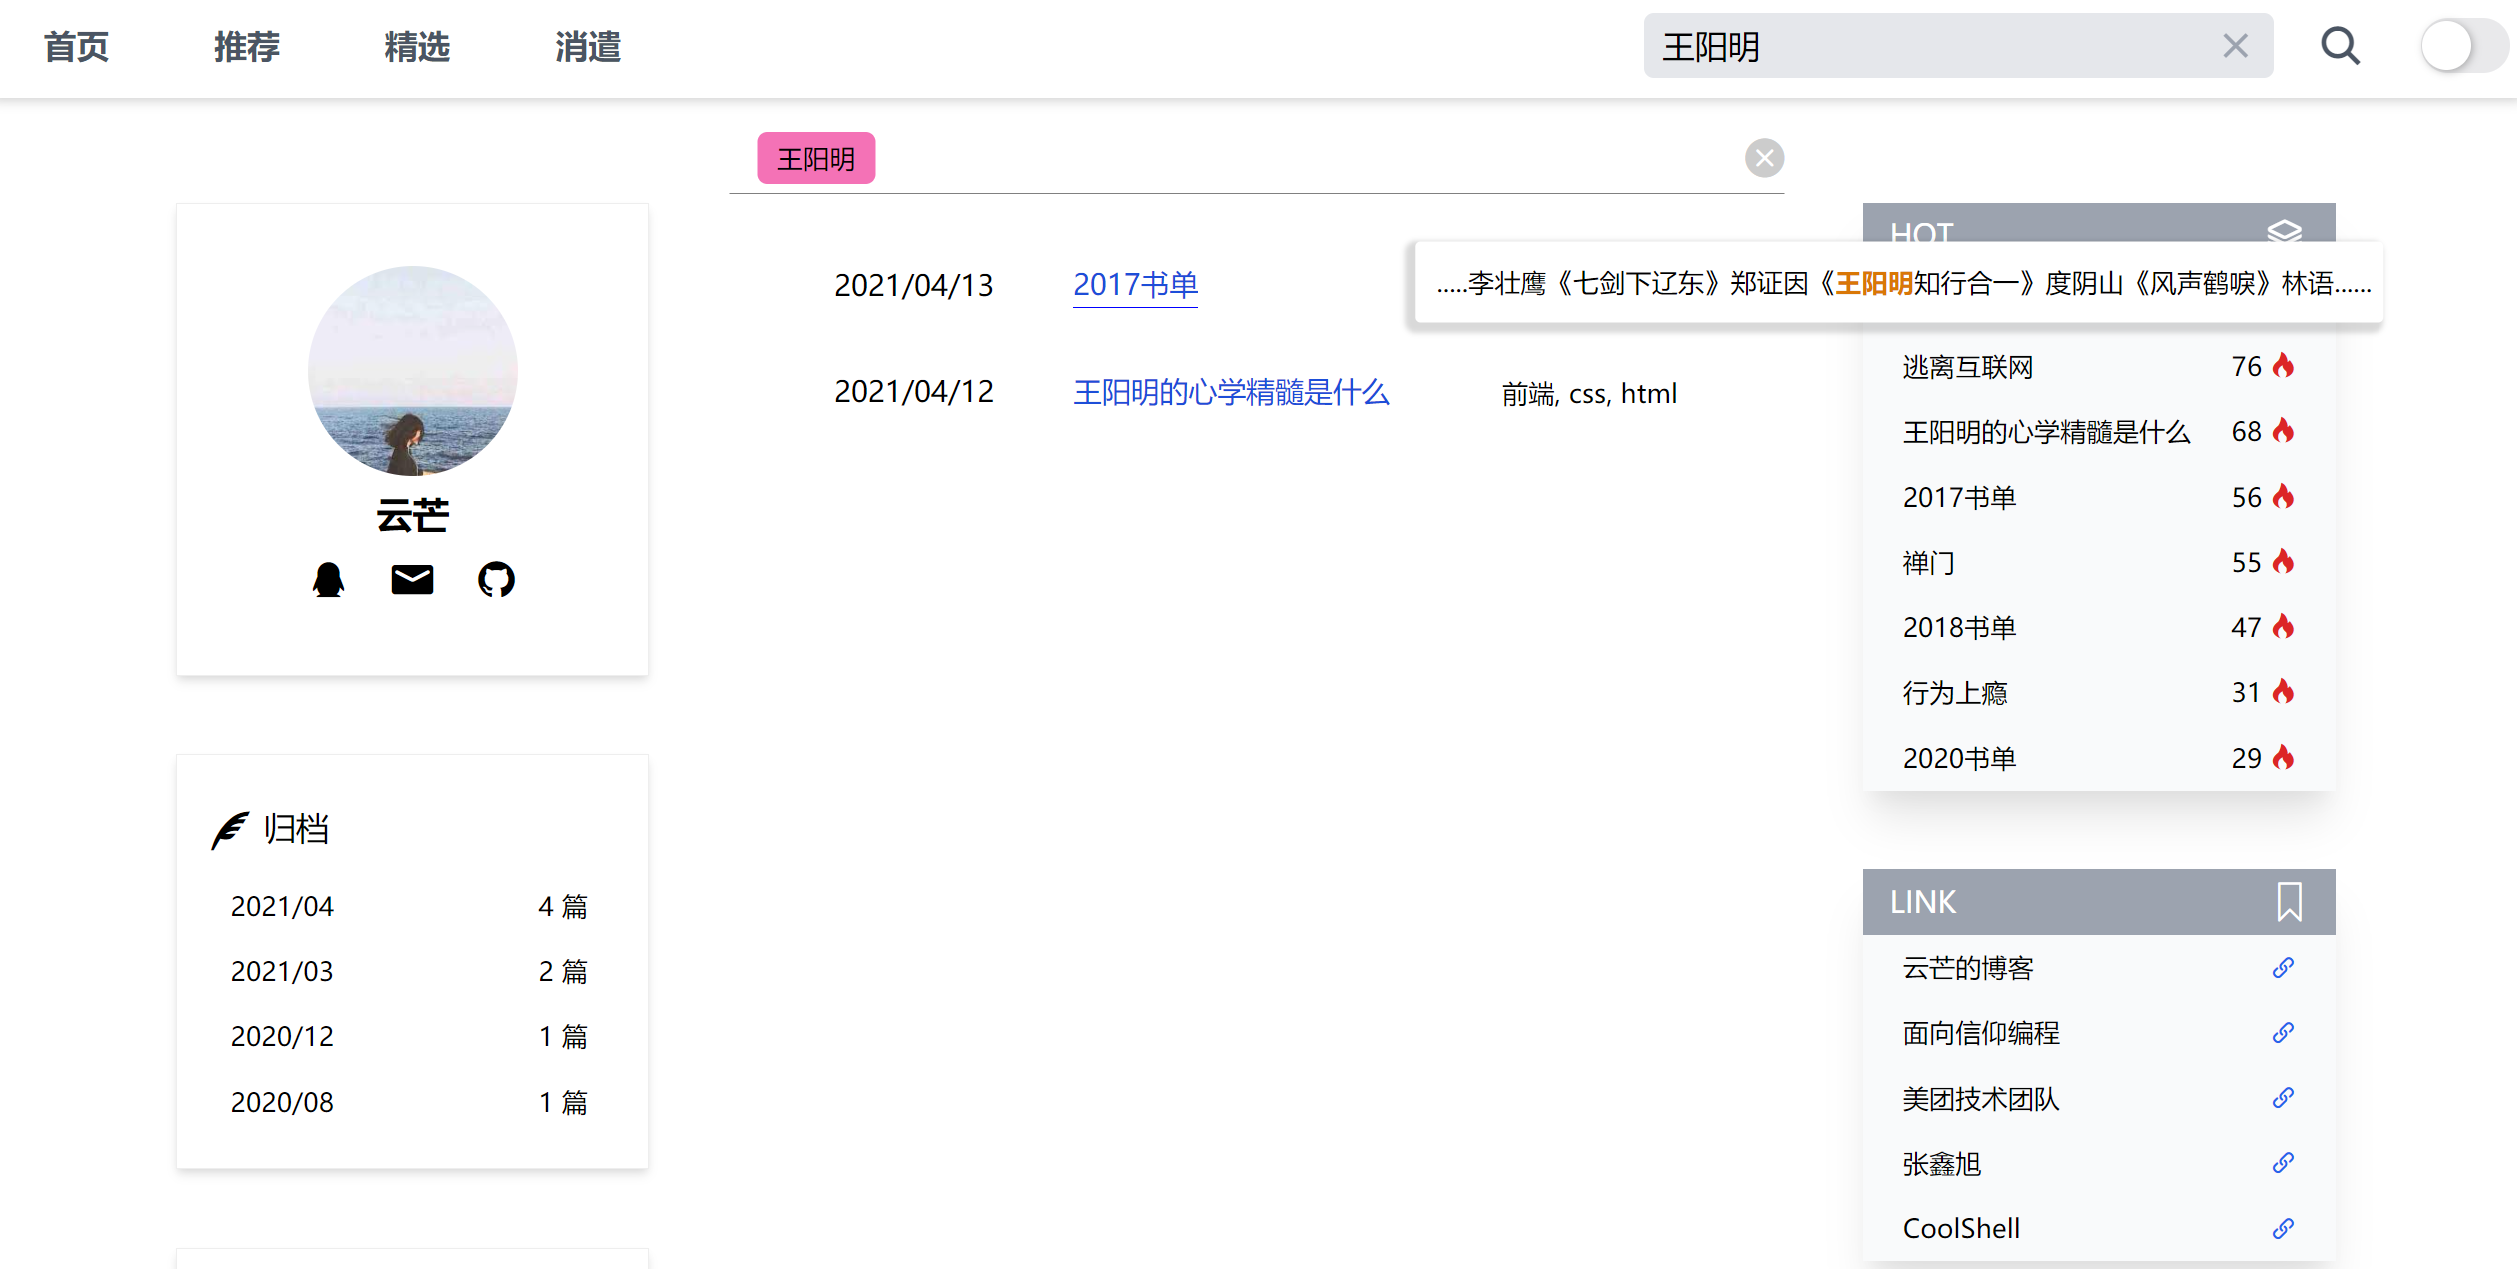 首页 推荐 精选 消遣 王阳明
王阳明
云芒
归档
2021/04 4 篇
2021/03 2 篇
2020/12 1 篇
2020/08 1 篇
2021/04/13 2017书单
.....李壮鹰《七剑下辽东》郑证因《王阳明知行合一》度阴山《风声鹤唳》林语......
2021/04/12 王阳明的心学精髓是什么 前端, css, html
HOT
逃离互联网 76
王阳明的心学精髓是什么 68
2017书单 56
禅门 55
2018书单 47
行为上瘾 31
2020书单 29
LINK
云芒的博客
面向信仰编程
美团技术团队
张鑫旭
CoolShell